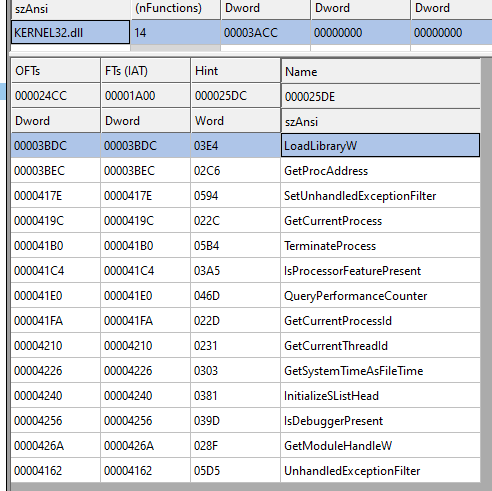 szAnsi (nFunctions) Dword Dword Dword
KERNEL32.dll 14 00003ACC 00000000 00000000
OFTs FTs (IAT) Hint Name
000024CC 00001A00 000025DC 000025DE
Dword Dword Word szAnsi
00003BDC 00003BDC 03E4 LoadLibraryW
00003BEC 00003BEC 02C6 GetProcAddress
0000417E 0000417E 0594 SetUnhandledExceptionFilter
0000419C 0000419C 022C GetCurrentProcess
000041B0 000041B0 05B4 TerminateProcess
000041C4 000041C4 03A5 IsProcessorFeaturePresent
000041E0 000041E0 046D QueryPerformanceCounter
000041FA 000041FA 022D GetCurrentProcessId
00004210 00004210 0231 GetCurrentThreadId
00004226 00004226 0303 GetSystemTimeAsFileTime
00004240 00004240 0381 InitializeSListHead
00004256 00004256 039D IsDebuggerPresent
0000426A 0000426A 028F GetModuleHandleW
00004162 00004162 05D5 UnhandledExceptionFilter